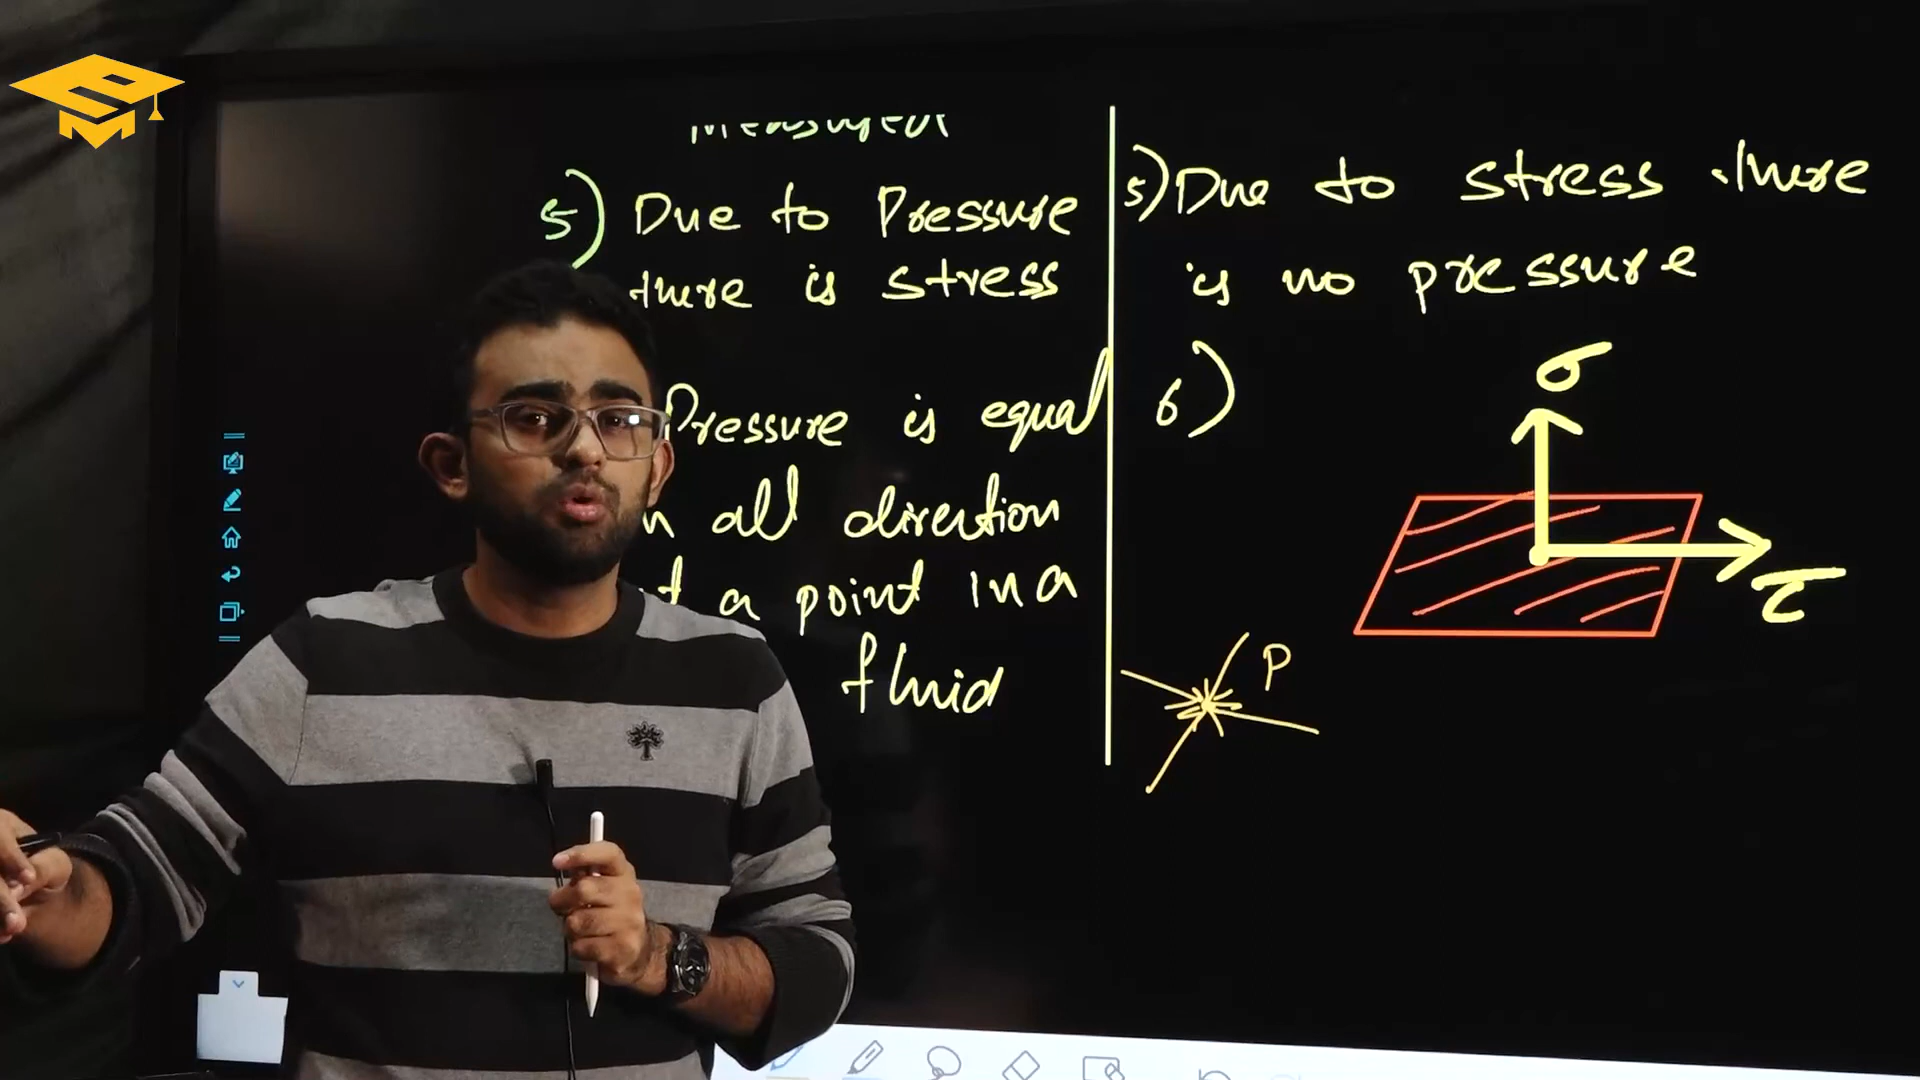 measured
5) Due to Pressure
there is stress
Pressure is equal
all direction
a point in a
fluid
5) Due to stress there
is no pressure
6)
σ
τ
P